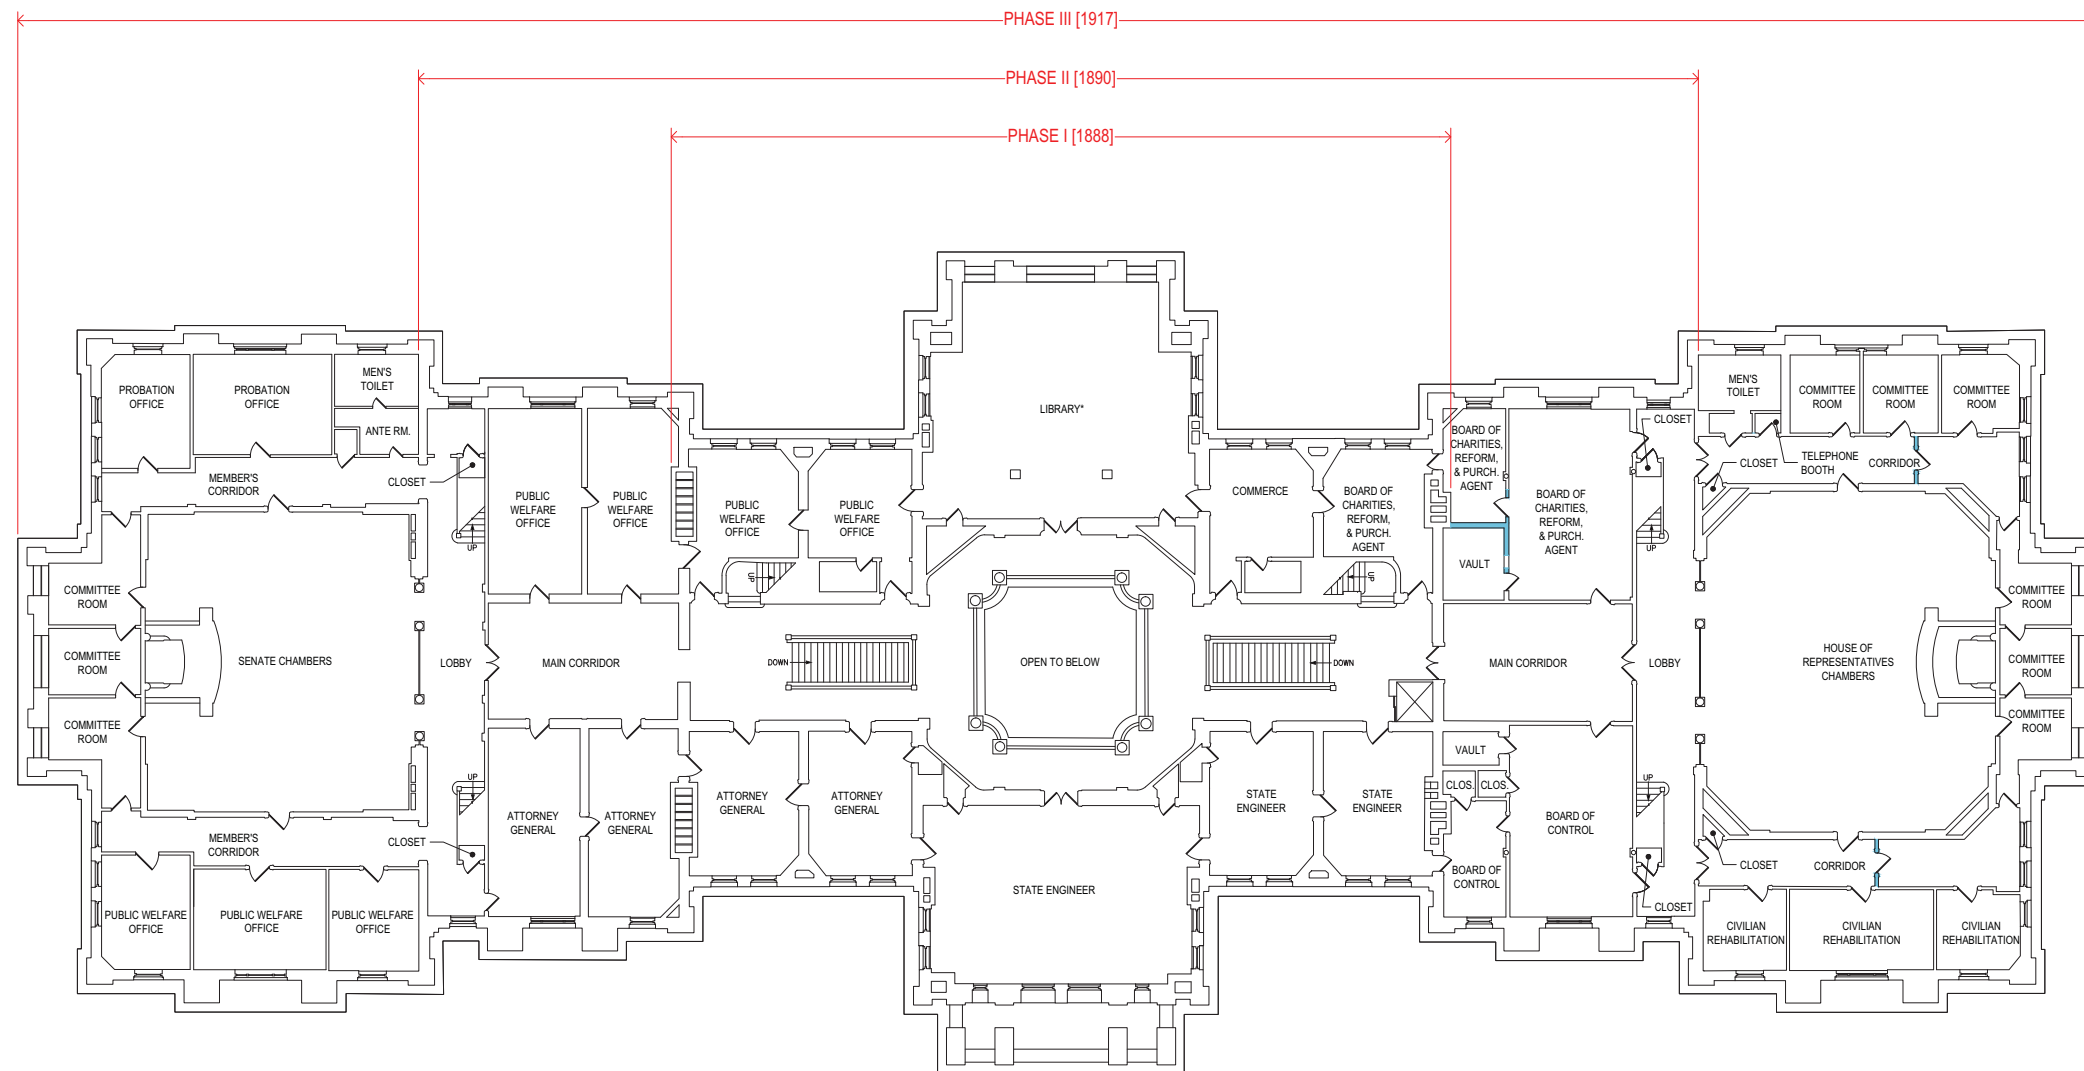 PHASE III [1917]
PHASE II [1890]
PHASE I [1888]
PROBATION
OFFICE
PROBATION
OFFICE
MEN'S
TOILET
ANTE RM.
MEMBER'S
CORRIDOR
CLOSET
UP
PUBLIC
WELFARE
OFFICE
PUBLIC
WELFARE
OFFICE
PUBLIC
WELFARE
OFFICE
PUBLIC
WELFARE
OFFICE
UP
LIBRARY*
COMMERCE
BOARD OF
CHARITIES,
REFORM,
& PURCH.
AGENT
UP
BOARD OF
CHARITIES,
REFORM,
& PURCH.
AGENT
VAULT
BOARD OF
CHARITIES,
REFORM,
& PURCH.
AGENT
CLOSET
UP
MEN'S
TOILET
COMMITTEE
ROOM
COMMITTEE
ROOM
COMMITTEE
ROOM
CLOSET
TELEPHONE
BOOTH
CORRIDOR
COMMITTEE
ROOM
COMMITTEE
ROOM
COMMITTEE
ROOM
SENATE CHAMBERS
LOBBY
MAIN CORRIDOR
DOWN
OPEN TO BELOW
DOWN
MAIN CORRIDOR
LOBBY
HOUSE OF
REPRESENTATIVES
CHAMBERS
COMMITTEE
ROOM
COMMITTEE
ROOM
COMMITTEE
ROOM
UP
MEMBER'S
CORRIDOR
CLOSET
PUBLIC WELFARE
OFFICE
PUBLIC WELFARE
OFFICE
PUBLIC WELFARE
OFFICE
ATTORNEY
GENERAL
ATTORNEY
GENERAL
ATTORNEY
GENERAL
ATTORNEY
GENERAL
STATE ENGINEER
STATE
ENGINEER
STATE
ENGINEER
VAULT
CLOS.
CLOS.
BOARD OF
CONTROL
BOARD OF
CONTROL
UP
CLOSET
CLOSET
CORRIDOR
CIVILIAN
REHABILITATION
CIVILIAN
REHABILITATION
CIVILIAN
REHABILITATION